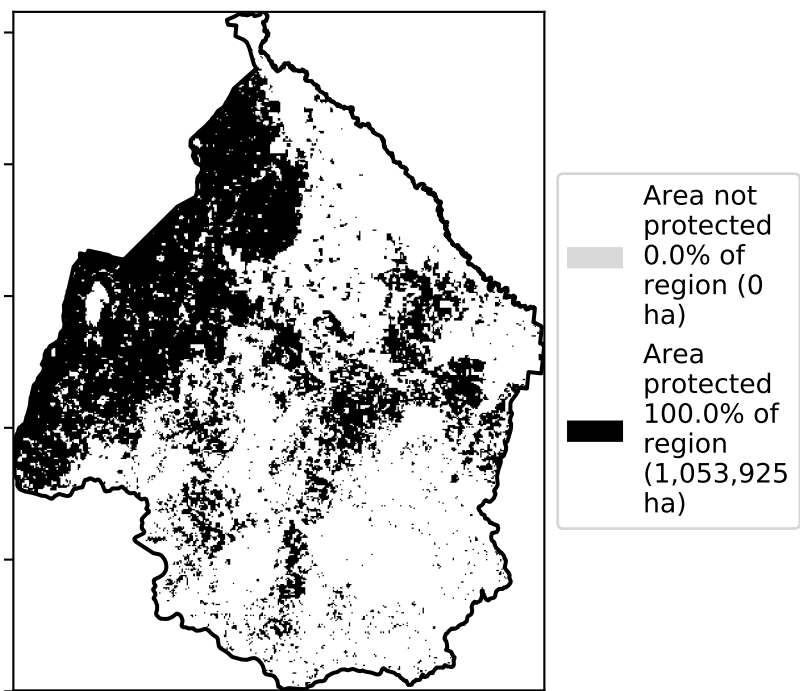 Area not
protected
0.0% of
region (0
ha)
Area
protected
100.0% of
region
(1,053,925
ha)